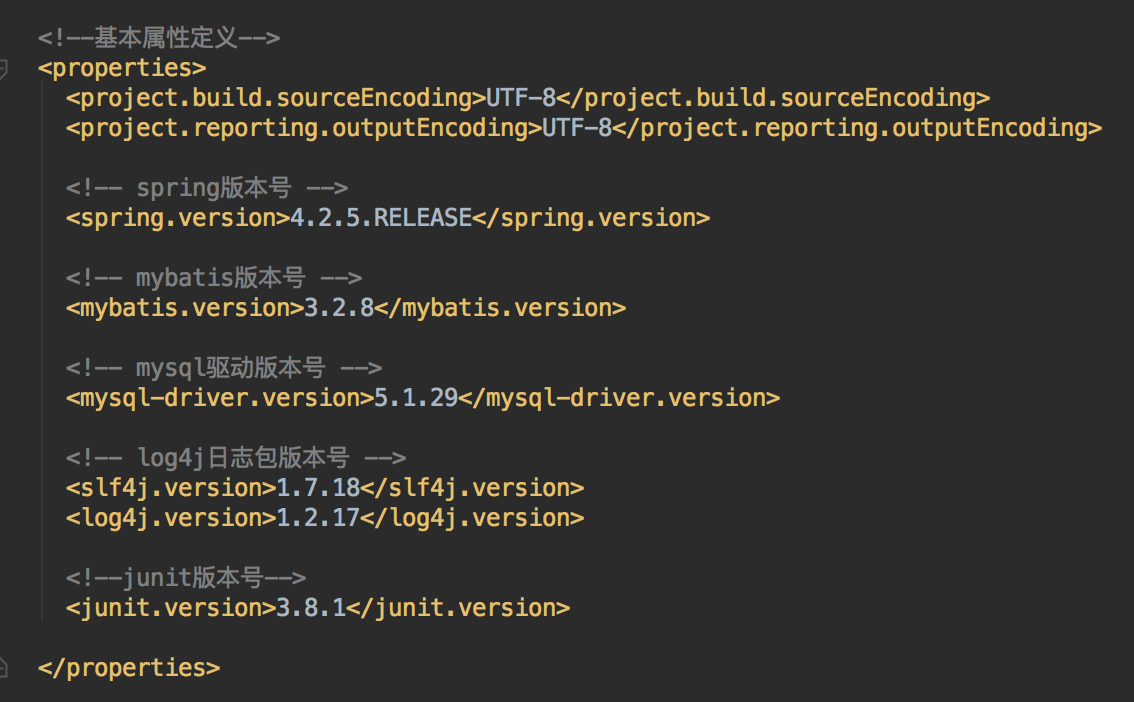 <!--基本属性定义-->
<properties>
<project.build.sourceEncoding>UTF-8</project.build.sourceEncoding>
<project.reporting.outputEncoding>UTF-8</project.reporting.outputEncoding>
<!-- spring版本号 -->
<spring.version>4.2.5.RELEASE</spring.version>
<!-- mybatis版本号 -->
<mybatis.version>3.2.8</mybatis.version>
<!-- mysql驱动版本号 -->
<mysql-driver.version>5.1.29</mysql-driver.version>
<!-- log4j日志包版本号 -->
<slf4j.version>1.7.18</slf4j.version>
<log4j.version>1.2.17</log4j.version>
<!--junit版本号-->
<junit.version>3.8.1</junit.version>
</properties>